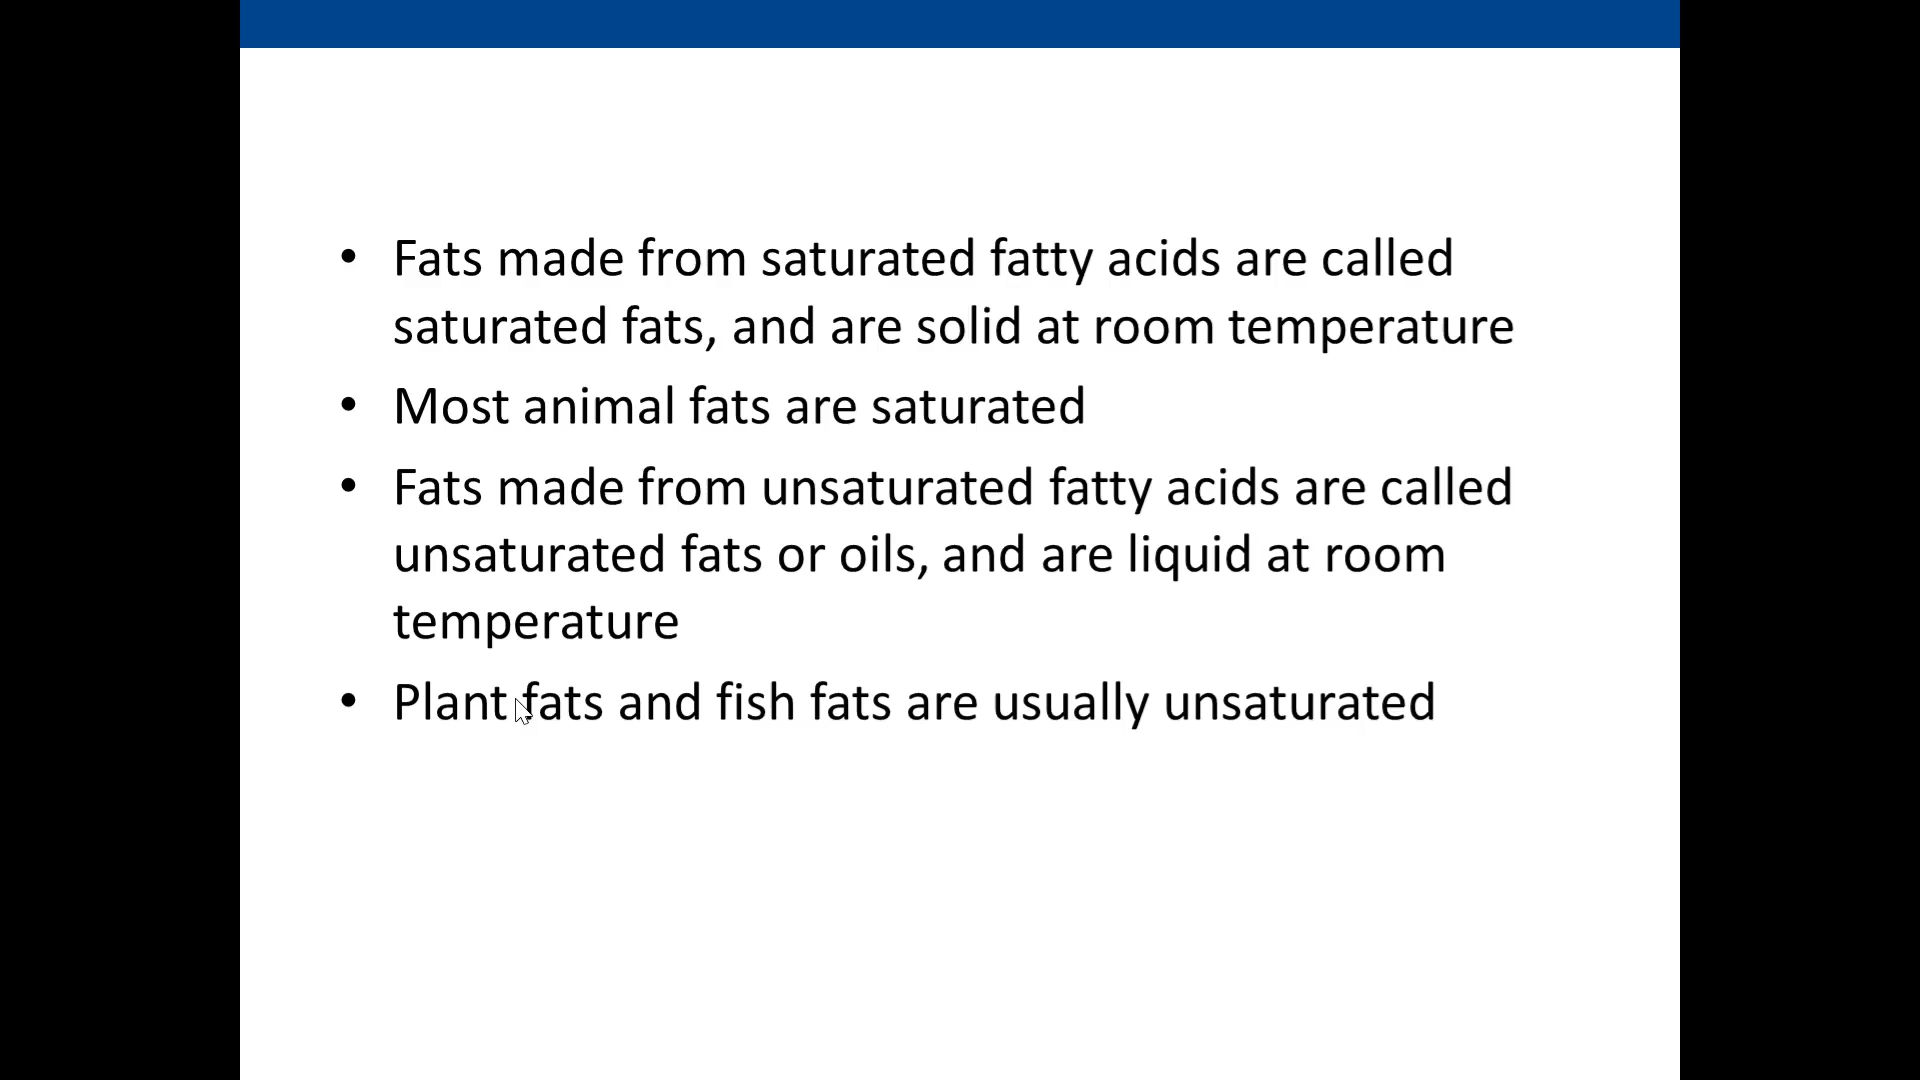 • Fats made from saturated fatty acids are called
saturated fats, and are solid at room temperature
• Most animal fats are saturated
• Fats made from unsaturated fatty acids are called
unsaturated fats or oils, and are liquid at room
temperature
• Plant fats and fish fats are usually unsaturated